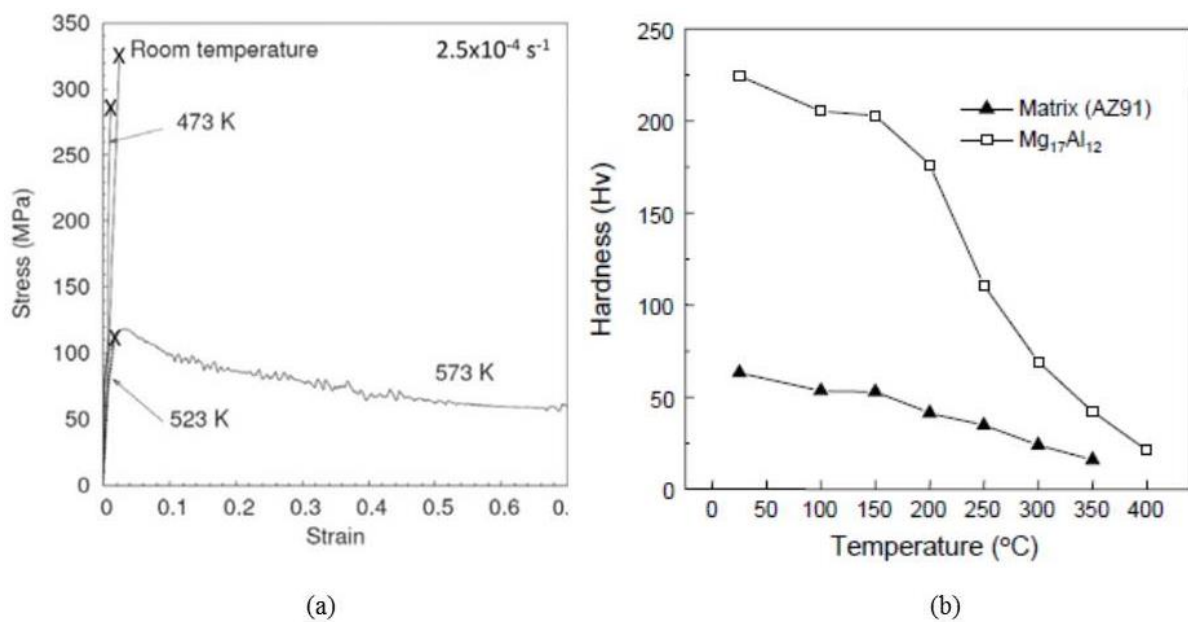 350
300
250
200
150
100
50
0
Stress (MPa)
Room temperature
2.5x10⁻⁴ s⁻¹
473 K
573 K
523 K
0
0.1
0.2
0.3
0.4
0.5
0.6
0.
Strain
(a)
250
200
150
100
50
0
Hardness (Hv)
Matrix (AZ91)
Mg₁₇Al₁₂
0
50
100
150
200
250
300
350
400
Temperature (ºC)
(b)